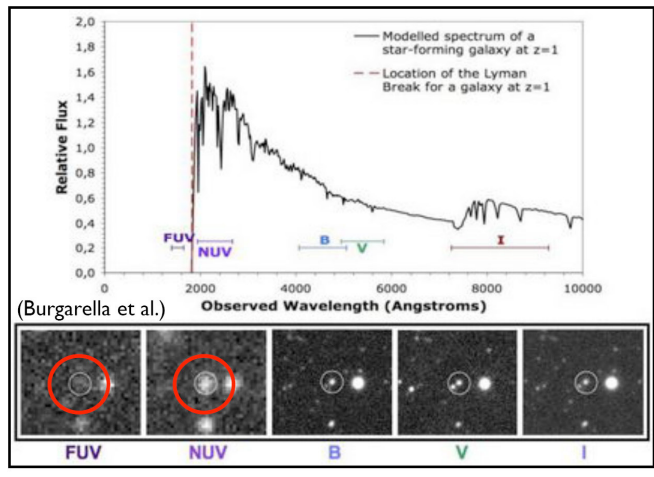 2,0
1,8
1,6
1,4
1,2
1,0
0,8
0,6
0,4
0,2
0,0
Relative Flux
Modelled spectrum of a
star-forming galaxy at z=1
Location of the Lyman
Break for a galaxy at z=1
FUV
NUV
B
V
I
0
2000
4000
6000
8000
10000
Observed Wavelength (Angstroms)
(Burgarella et al.)
FUV
NUV
B
V
I